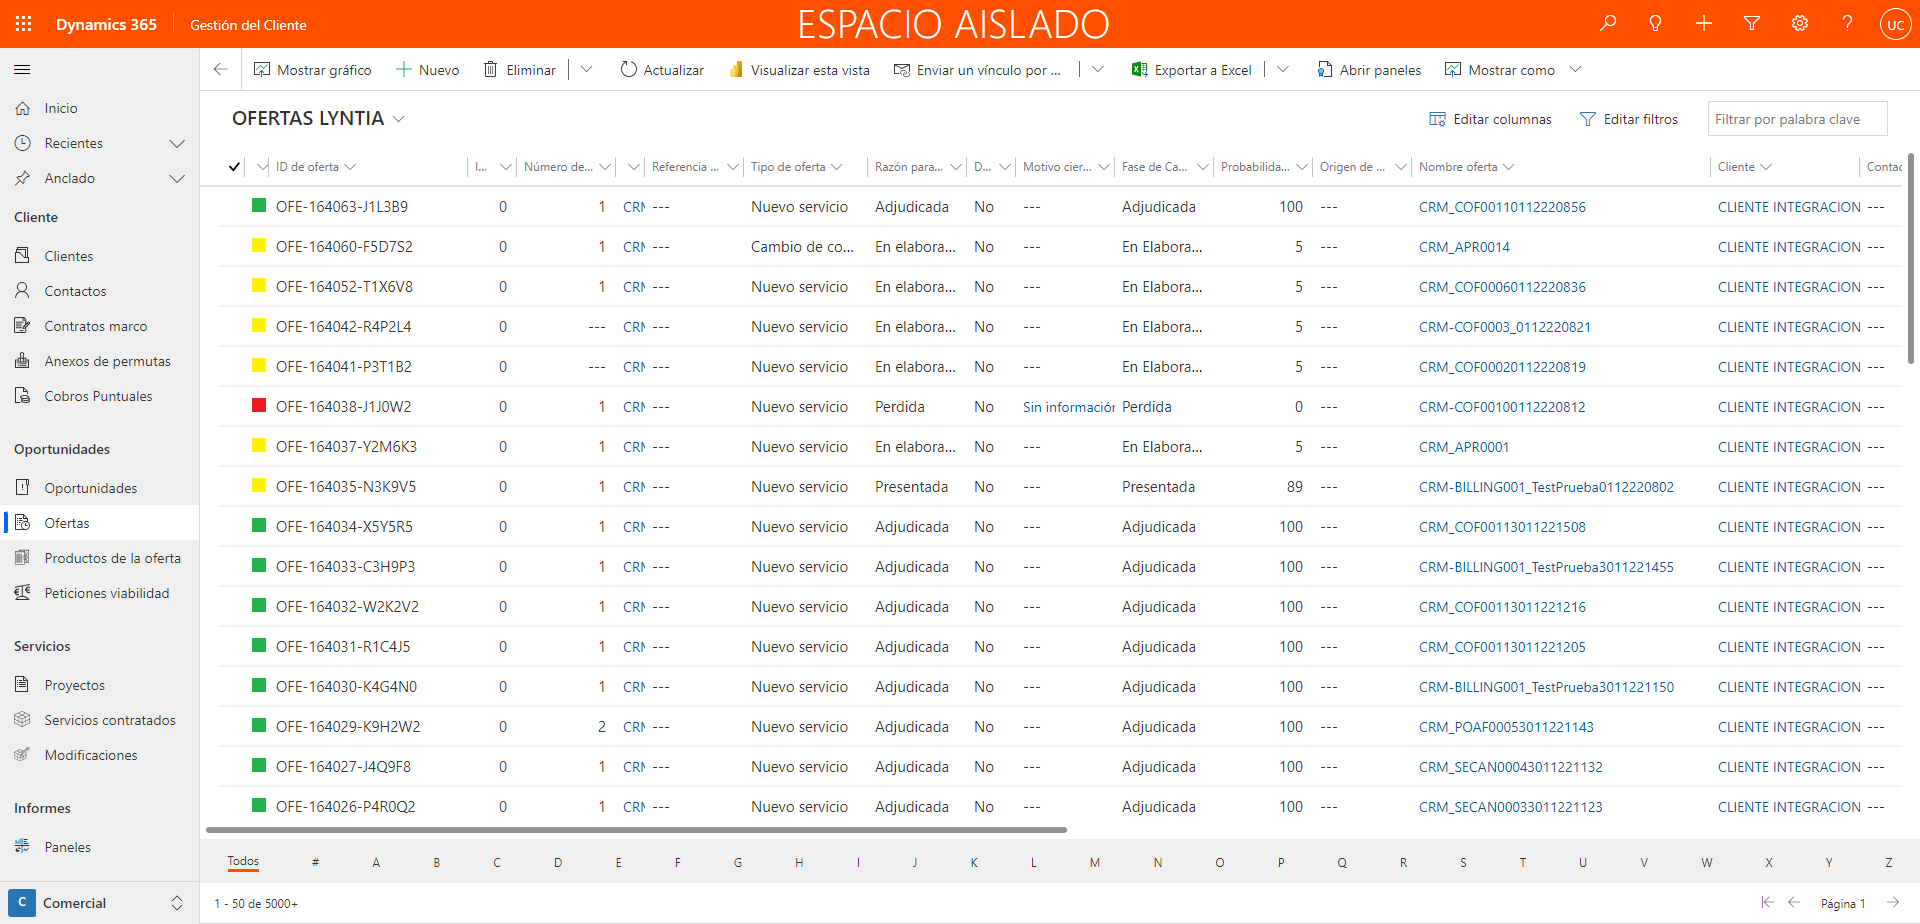 Dynamics 365 Gestión del Cliente ESPACIO AISLADO UC
Mostrar gráfico Nuevo Eliminar Actualizar Visualizar esta vista Enviar un vínculo por ... Exportar a Excel Abrir paneles Mostrar como
Inicio
Recientes
Anclado
Cliente
Clientes
Contactos
Contratos marco
Anexos de permutas
Cobros Puntuales
Oportunidades
Oportunidades
Ofertas
Productos de la oferta
Peticiones viabilidad
Servicios
Proyectos
Servicios contratados
Modificaciones
Informes
Paneles
C Comercial
OFERTAS LYNTIA Editar columnas Editar filtros Filtrar por palabra clave
ID de oferta I... Número de... Referencia ... Tipo de oferta Razón para... D... Motivo cier... Fase de Ca... Probabilida... Origen de ... Nombre oferta Cliente Contac
OFE-164063-J1L3B9 0 1 CRM --- Nuevo servicio Adjudicada No --- Adjudicada 100 --- CRM_COF00110112220856 CLIENTE INTEGRACION ---
OFE-164060-F5D7S2 0 1 CRM --- Cambio de co... En elabora... No --- En Elabora... 5 --- CRM_APR0014 CLIENTE INTEGRACION ---
OFE-164052-T1X6V8 0 1 CRM --- Nuevo servicio En elabora... No --- En Elabora... 5 --- CRM_COF00060112220836 CLIENTE INTEGRACION ---
OFE-164042-R4P2L4 0 --- CRM --- Nuevo servicio En elabora... No --- En Elabora... 5 --- CRM-COF0003_0112220821 CLIENTE INTEGRACION ---
OFE-164041-P3T1B2 0 --- CRM --- Nuevo servicio En elabora... No --- En Elabora... 5 --- CRM_COF00020112220819 CLIENTE INTEGRACION ---
OFE-164038-J1J0W2 0 1 CRM --- Nuevo servicio Perdida No Sin información Perdida 0 --- CRM-COF00100112220812 CLIENTE INTEGRACION ---
OFE-164037-Y2M6K3 0 1 CRM --- Nuevo servicio En elabora... No --- En Elabora... 5 --- CRM_APR0001 CLIENTE INTEGRACION ---
OFE-164035-N3K9V5 0 1 CRM --- Nuevo servicio Presentada No --- Presentada 89 --- CRM-BILLING001_TestPrueba0112220802 CLIENTE INTEGRACION ---
OFE-164034-X5Y5R5 0 1 CRM --- Nuevo servicio Adjudicada No --- Adjudicada 100 --- CRM_COF00113011221508 CLIENTE INTEGRACION ---
OFE-164033-C3H9P3 0 1 CRM --- Nuevo servicio Adjudicada No --- Adjudicada 100 --- CRM-BILLING001_TestPrueba3011221455 CLIENTE INTEGRACION ---
OFE-164032-W2K2V2 0 1 CRM --- Nuevo servicio Adjudicada No --- Adjudicada 100 --- CRM_COF00113011221216 CLIENTE INTEGRACION ---
OFE-164031-R1C4J5 0 1 CRM --- Nuevo servicio Adjudicada No --- Adjudicada 100 --- CRM_COF00113011221205 CLIENTE INTEGRACION ---
OFE-164030-K4G4N0 0 1 CRM --- Nuevo servicio Adjudicada No --- Adjudicada 100 --- CRM-BILLING001_TestPrueba3011221150 CLIENTE INTEGRACION ---
OFE-164029-K9H2W2 0 2 CRM --- Nuevo servicio Adjudicada No --- Adjudicada 100 --- CRM_POAF00053011221143 CLIENTE INTEGRACION ---
OFE-164027-J4Q9F8 0 1 CRM --- Nuevo servicio Adjudicada No --- Adjudicada 100 --- CRM_SECAN00043011221132 CLIENTE INTEGRACION ---
OFE-164026-P4R0Q2 0 1 CRM --- Nuevo servicio Adjudicada No --- Adjudicada 100 --- CRM_SECAN00033011221123 CLIENTE INTEGRACION ---
Todos # A B C D E F G H I J K L M N O P Q R S T U V W X Y Z
1 - 50 de 5000+ Página 1